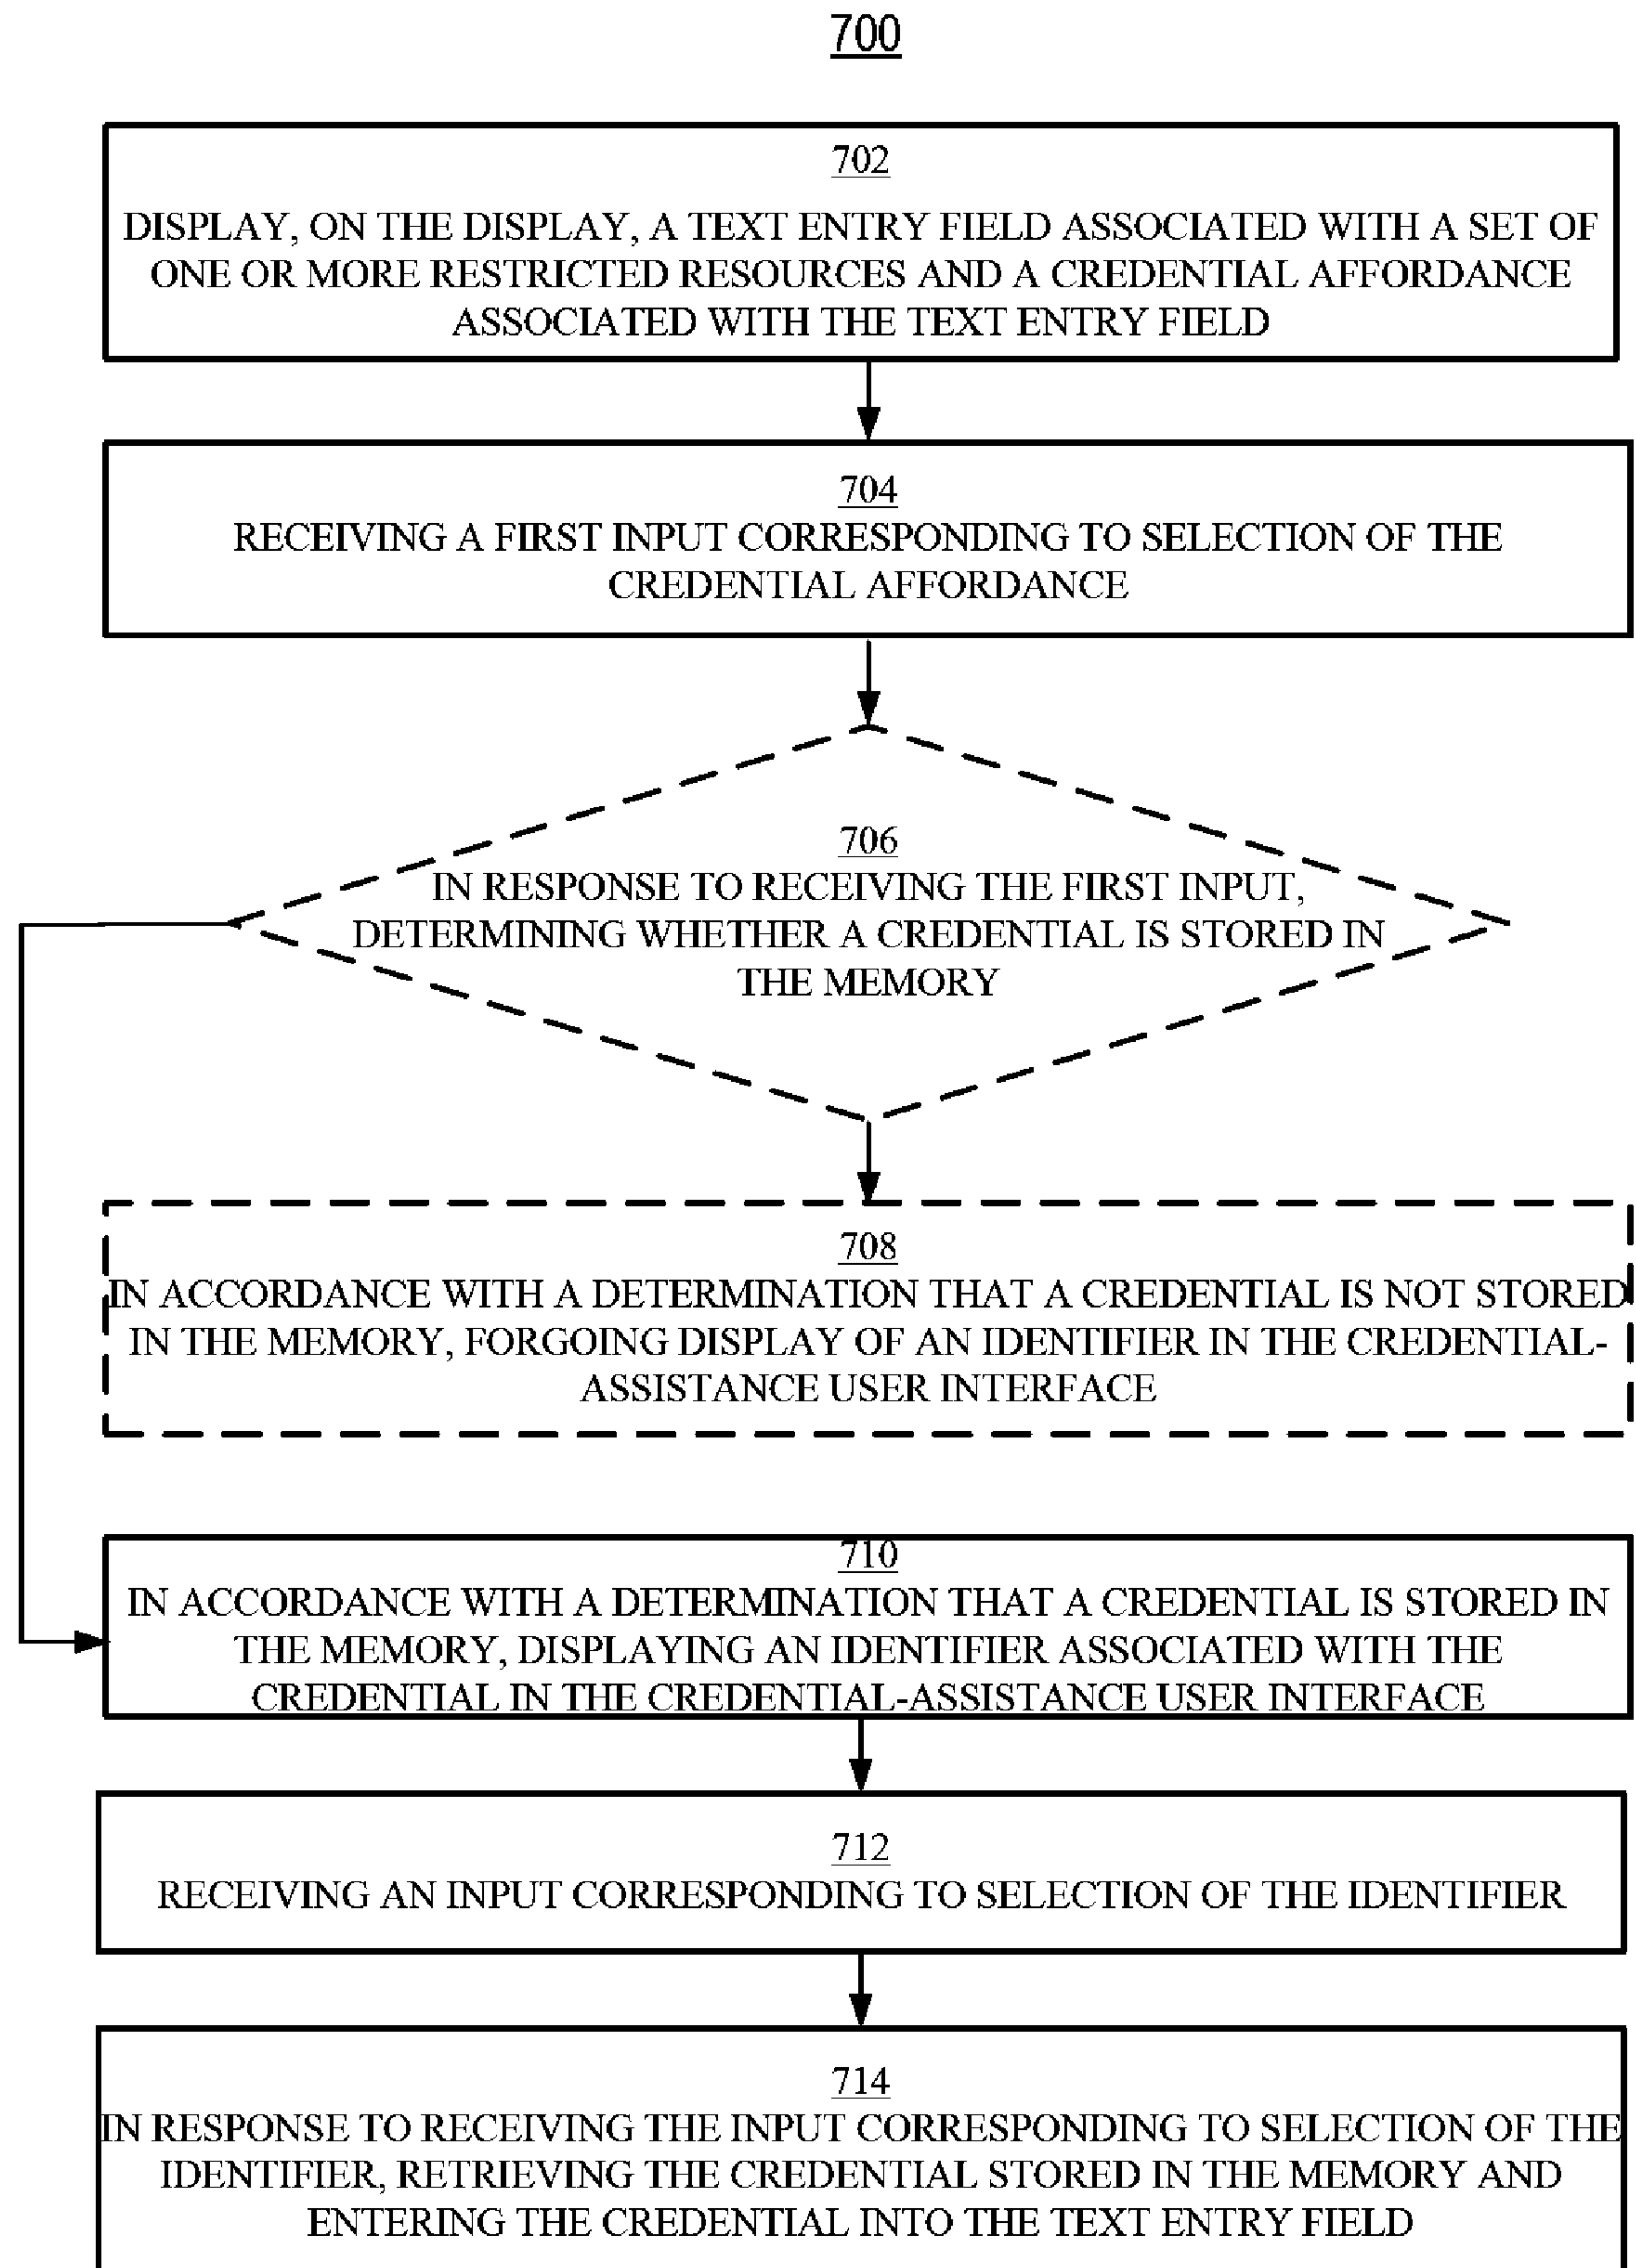 700
702
DISPLAY, ON THE DISPLAY, A TEXT ENTRY FIELD ASSOCIATED WITH A SET OF
ONE OR MORE RESTRICTED RESOURCES AND A CREDENTIAL AFFORDANCE
ASSOCIATED WITH THE TEXT ENTRY FIELD
704
RECEIVING A FIRST INPUT CORRESPONDING TO SELECTION OF THE
CREDENTIAL AFFORDANCE
706
IN RESPONSE TO RECEIVING THE FIRST INPUT,
DETERMINING WHETHER A CREDENTIAL IS STORED IN
THE MEMORY
708
IN ACCORDANCE WITH A DETERMINATION THAT A CREDENTIAL IS NOT STORED
IN THE MEMORY, FORGOING DISPLAY OF AN IDENTIFIER IN THE CREDENTIAL-
ASSISTANCE USER INTERFACE
710
IN ACCORDANCE WITH A DETERMINATION THAT A CREDENTIAL IS STORED IN
THE MEMORY, DISPLAYING AN IDENTIFIER ASSOCIATED WITH THE
CREDENTIAL IN THE CREDENTIAL-ASSISTANCE USER INTERFACE
712
RECEIVING AN INPUT CORRESPONDING TO SELECTION OF THE IDENTIFIER
714
IN RESPONSE TO RECEIVING THE INPUT CORRESPONDING TO SELECTION OF THE
IDENTIFIER, RETRIEVING THE CREDENTIAL STORED IN THE MEMORY AND
ENTERING THE CREDENTIAL INTO THE TEXT ENTRY FIELD